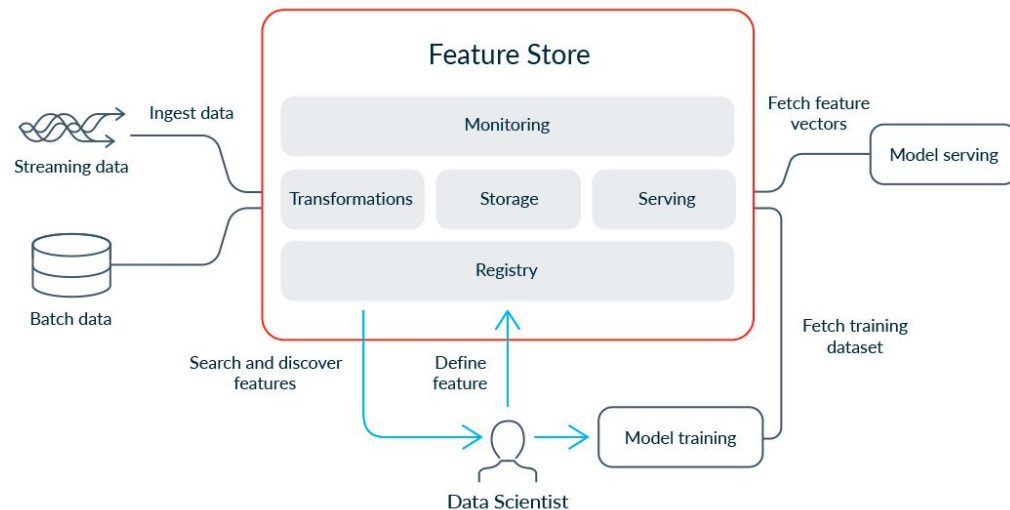 Feature Store
Ingest data
Monitoring
Fetch feature
vectors
Streaming data
Model serving
Transformations
Storage
Serving
Batch data
Registry
Search and discover
features
Define
feature
Fetch training
dataset
Model training
Data Scientist